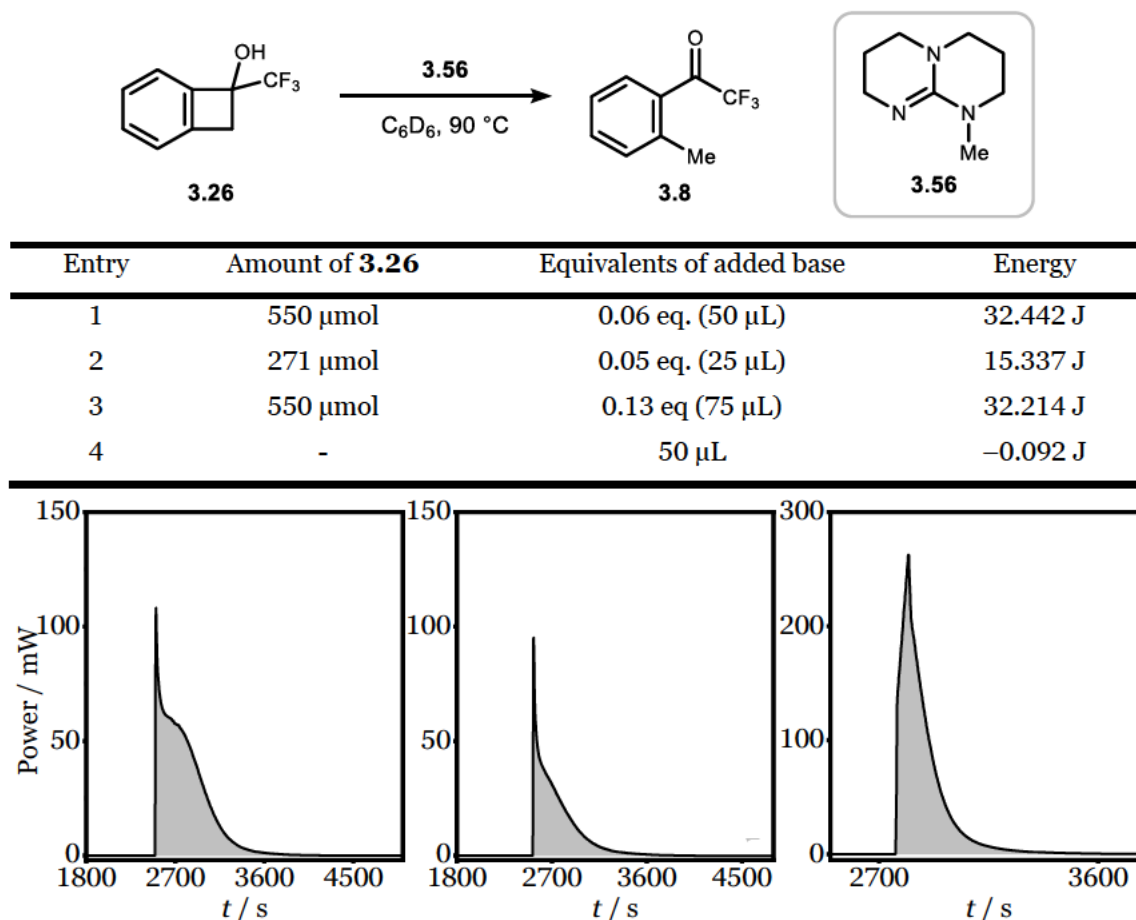 OH
CF3
3.26
3.56
C6D6, 90 °C
O
CF3
Me
3.8
N
N
N
Me
3.56
Entry Amount of 3.26 Equivalents of added base Energy
1 550 μmol 0.06 eq. (50 μL) 32.442 J
2 271 μmol 0.05 eq. (25 μL) 15.337 J
3 550 μmol 0.13 eq (75 μL) 32.214 J
4 - 50 μL −0.092 J
Power / mW
150
100
50
0
1800 2700 3600 4500
t / s
150
100
50
0
1800 2700 3600 4500
t / s
300
200
100
0
2700 3600
t / s